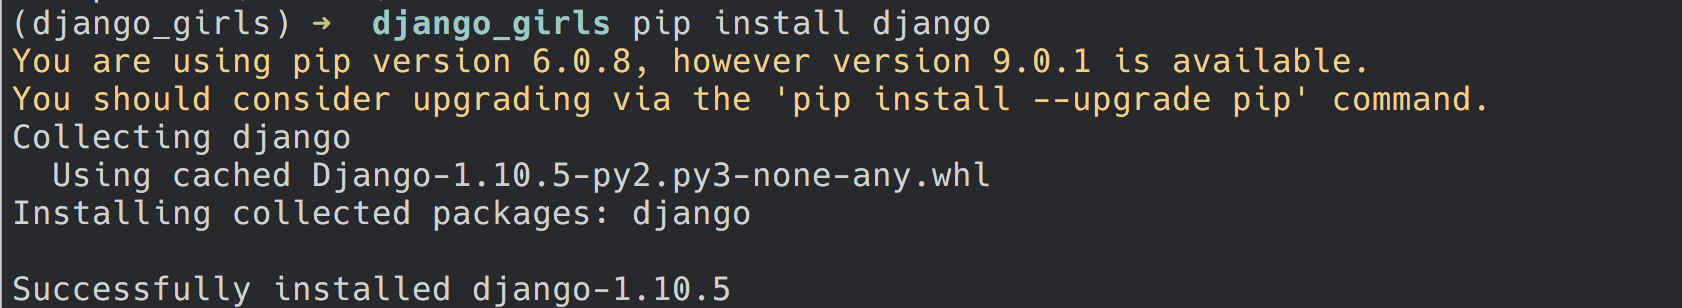 (django_girls) ➜  django_girls pip install django
You are using pip version 6.0.8, however version 9.0.1 is available.
You should consider upgrading via the 'pip install --upgrade pip' command.
Collecting django
  Using cached Django-1.10.5-py2.py3-none-any.whl
Installing collected packages: django
Successfully installed django-1.10.5